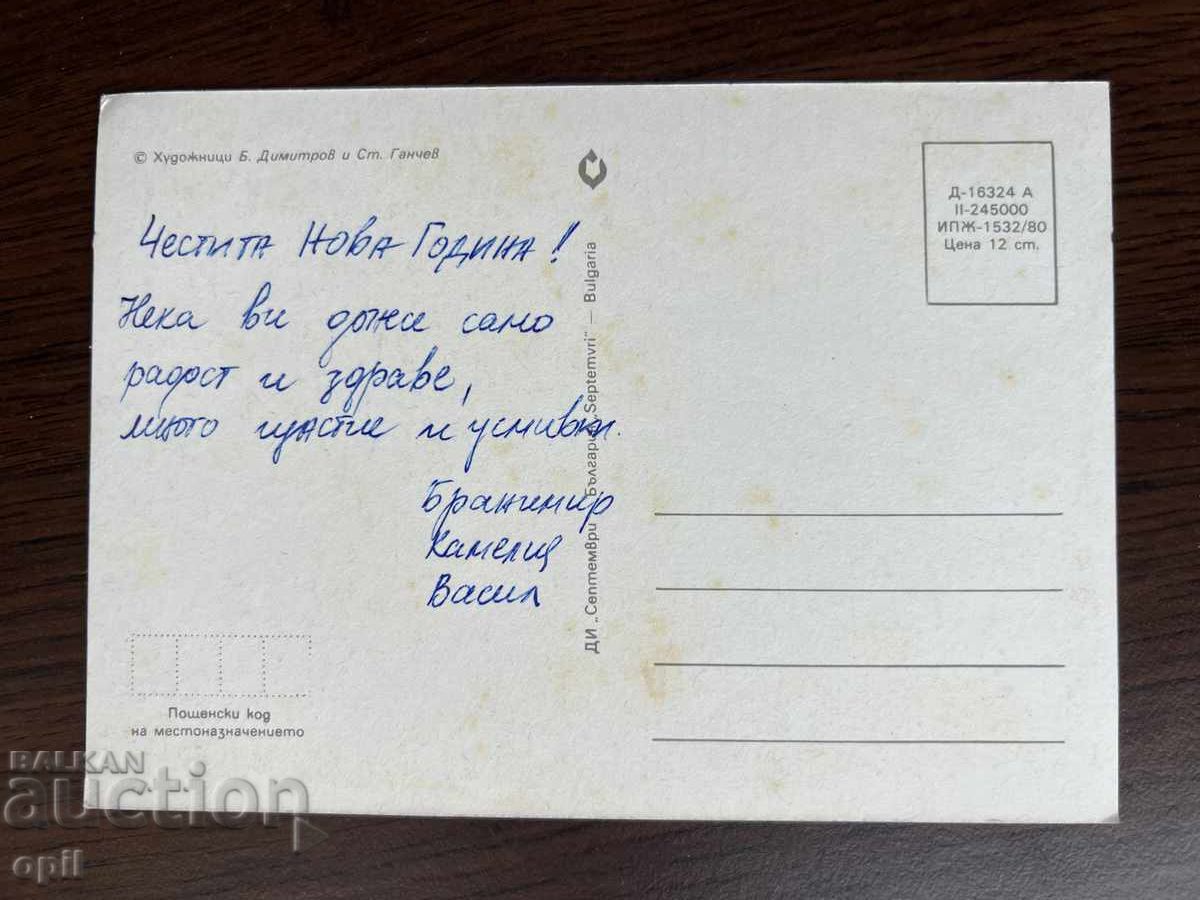 © Художници Б. Димитров и Ст. Ганчев
Честита Нова Година!
Нека ви дъже само
радост и здраве,
много щастие и усмивки.
Бранимир
Камелия
Васил
Пощенски код
на местоназначението
ДИ „Септември България „Septemvri" — Bulgaria
Д-16324 А
II-245000
ИПЖ-1532/80
Цена 12 ст.
BALKAN
auction
opil